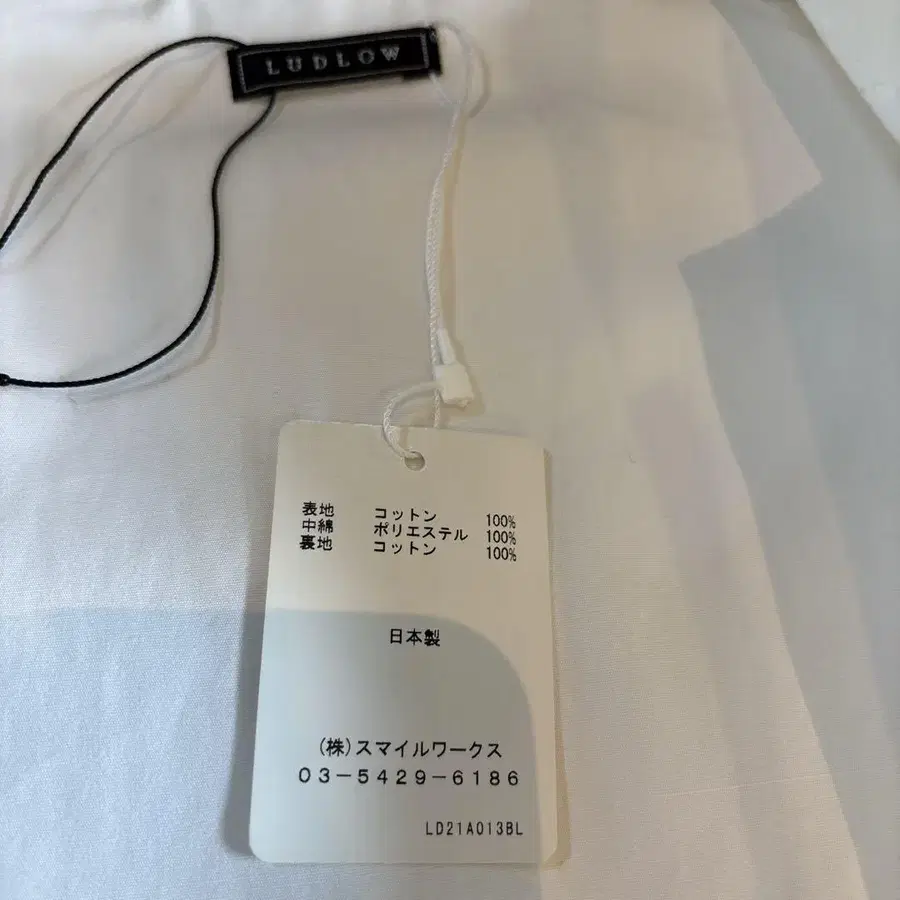 LUDLOW
表地 コットン 100%
中綿 ポリエステル 100%
裏地 コットン 100%
日本製
(株)スマイルワークス
03-5429-6186
LD21A013BL